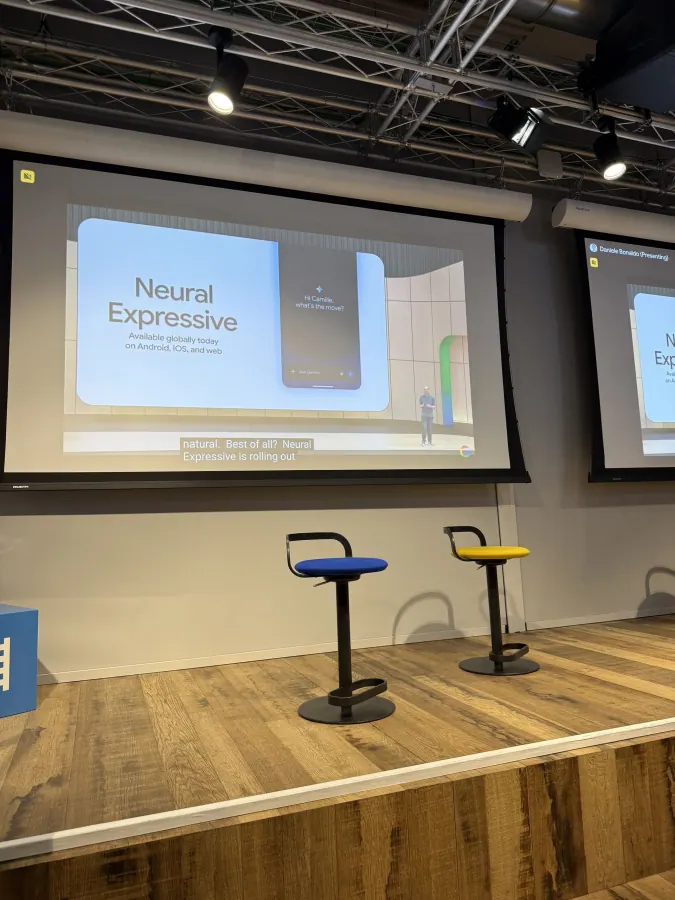 Neural
Expressive
Available globally today
on Android, iOS, and web
Hi Camille,
what's the move?
natural. Best of all? Neural
Expressive is rolling out
Daniele Bonaldo (Presenting)
N
Exp